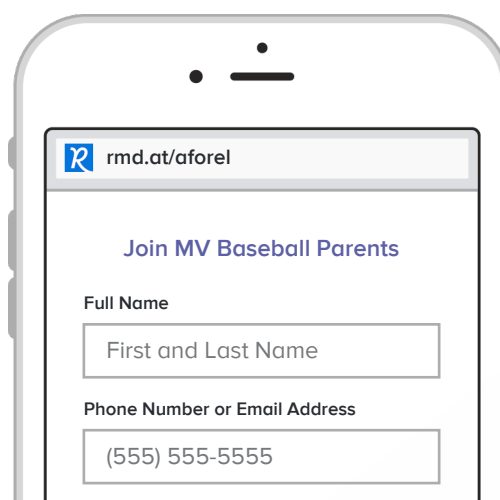 R rmd.at/aforel
Join MV Baseball Parents
Full Name
First and Last Name
Phone Number or Email Address
(555) 555-5555